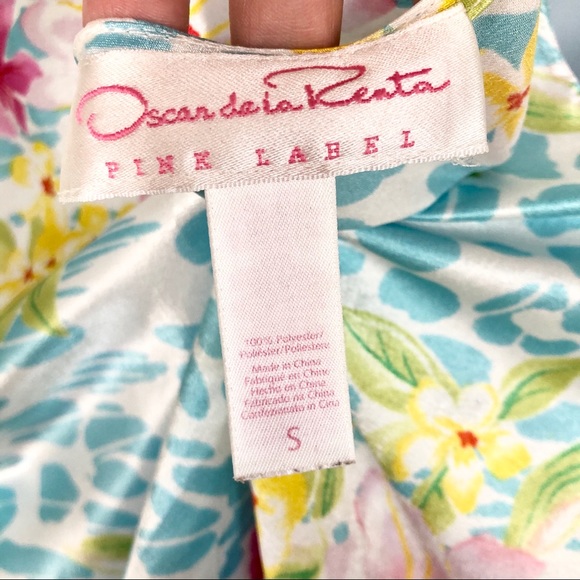 Oscar de la Renta
PINK LABEL
100% Polyester/
Poliéster/Poliestere
Made in China
Fabriqué en Chine
Hecho en China
Fabricado na China
Confezionato in Cina
S